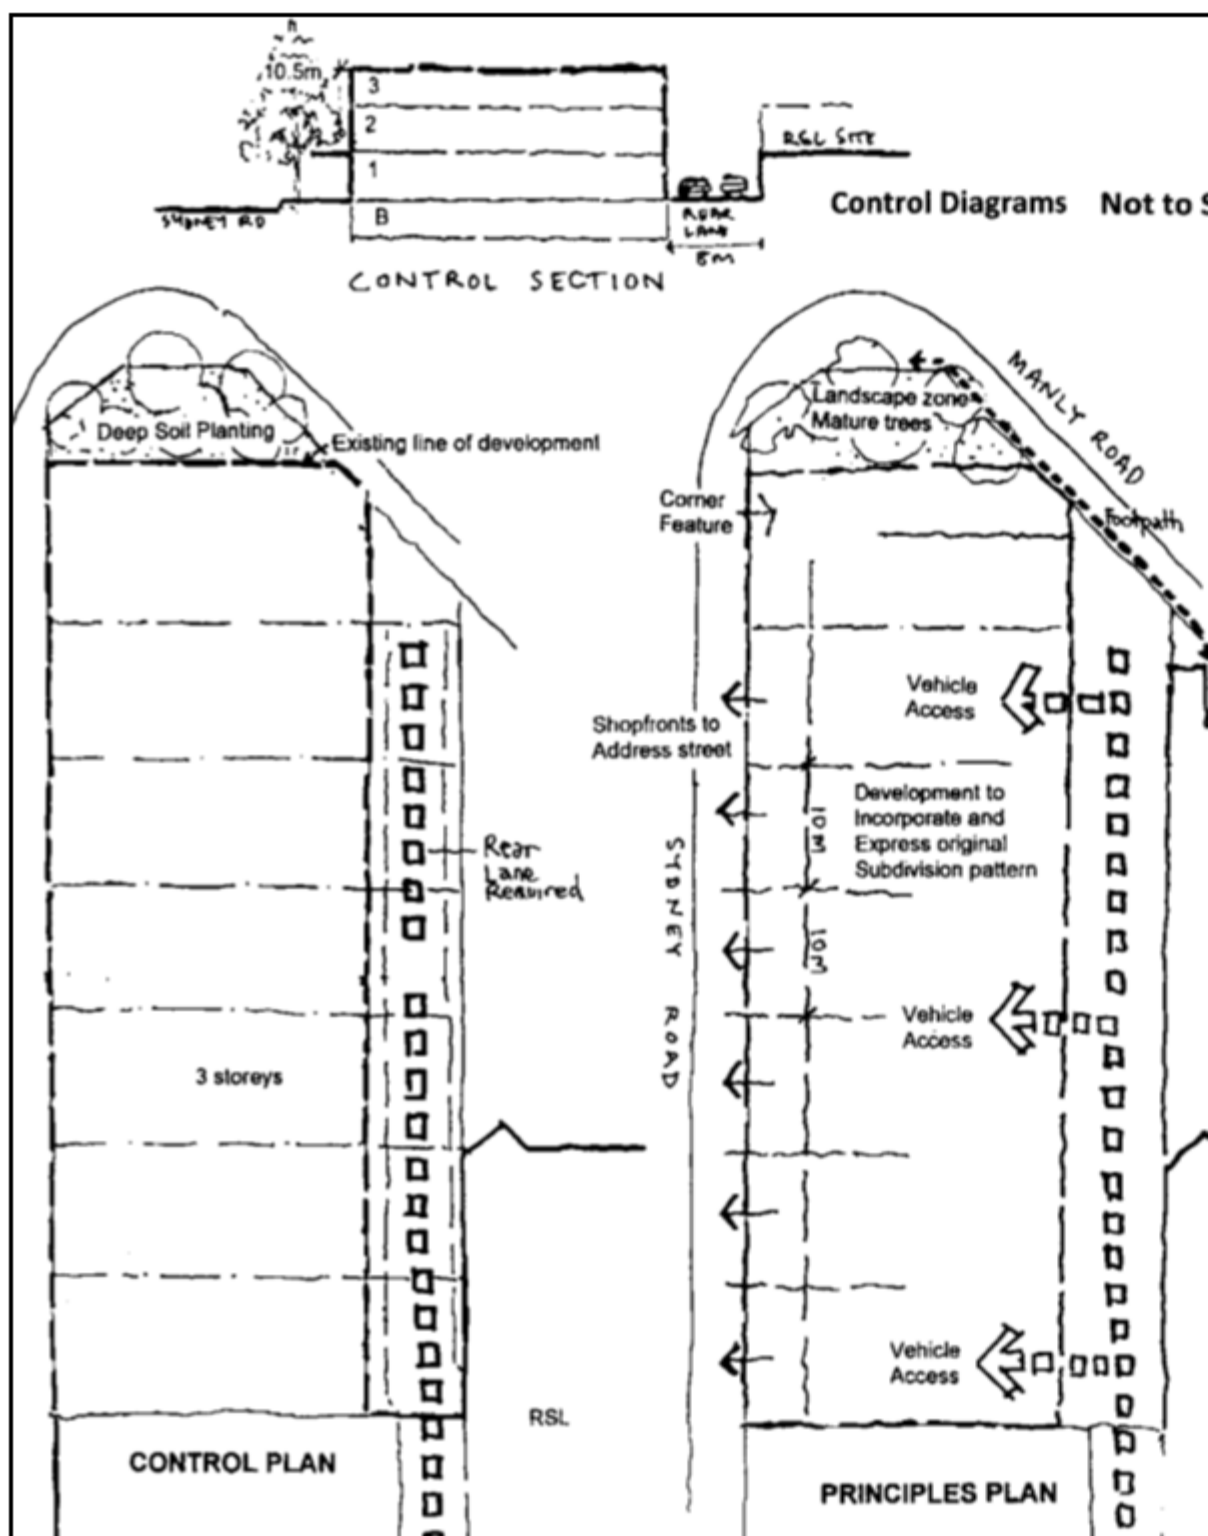 10.5m
3
2
1
B
SYDNEY RD
RSL SITE
REAR
LANE
8m
Control Diagrams Not to
CONTROL SECTION
Deep Soil Planting
Existing line of development
Rear
Lane
Required
3 storeys
RSL
CONTROL PLAN
MANLY ROAD
Landscape zone
Mature trees
Corner
Feature
Footpath
Vehicle
Access
Shopfronts to
Address street
Development to
Incorporate and
Express original
Subdivision pattern
10m
10m
SYDNEY ROAD
Vehicle
Access
Vehicle
Access
PRINCIPLES PLAN